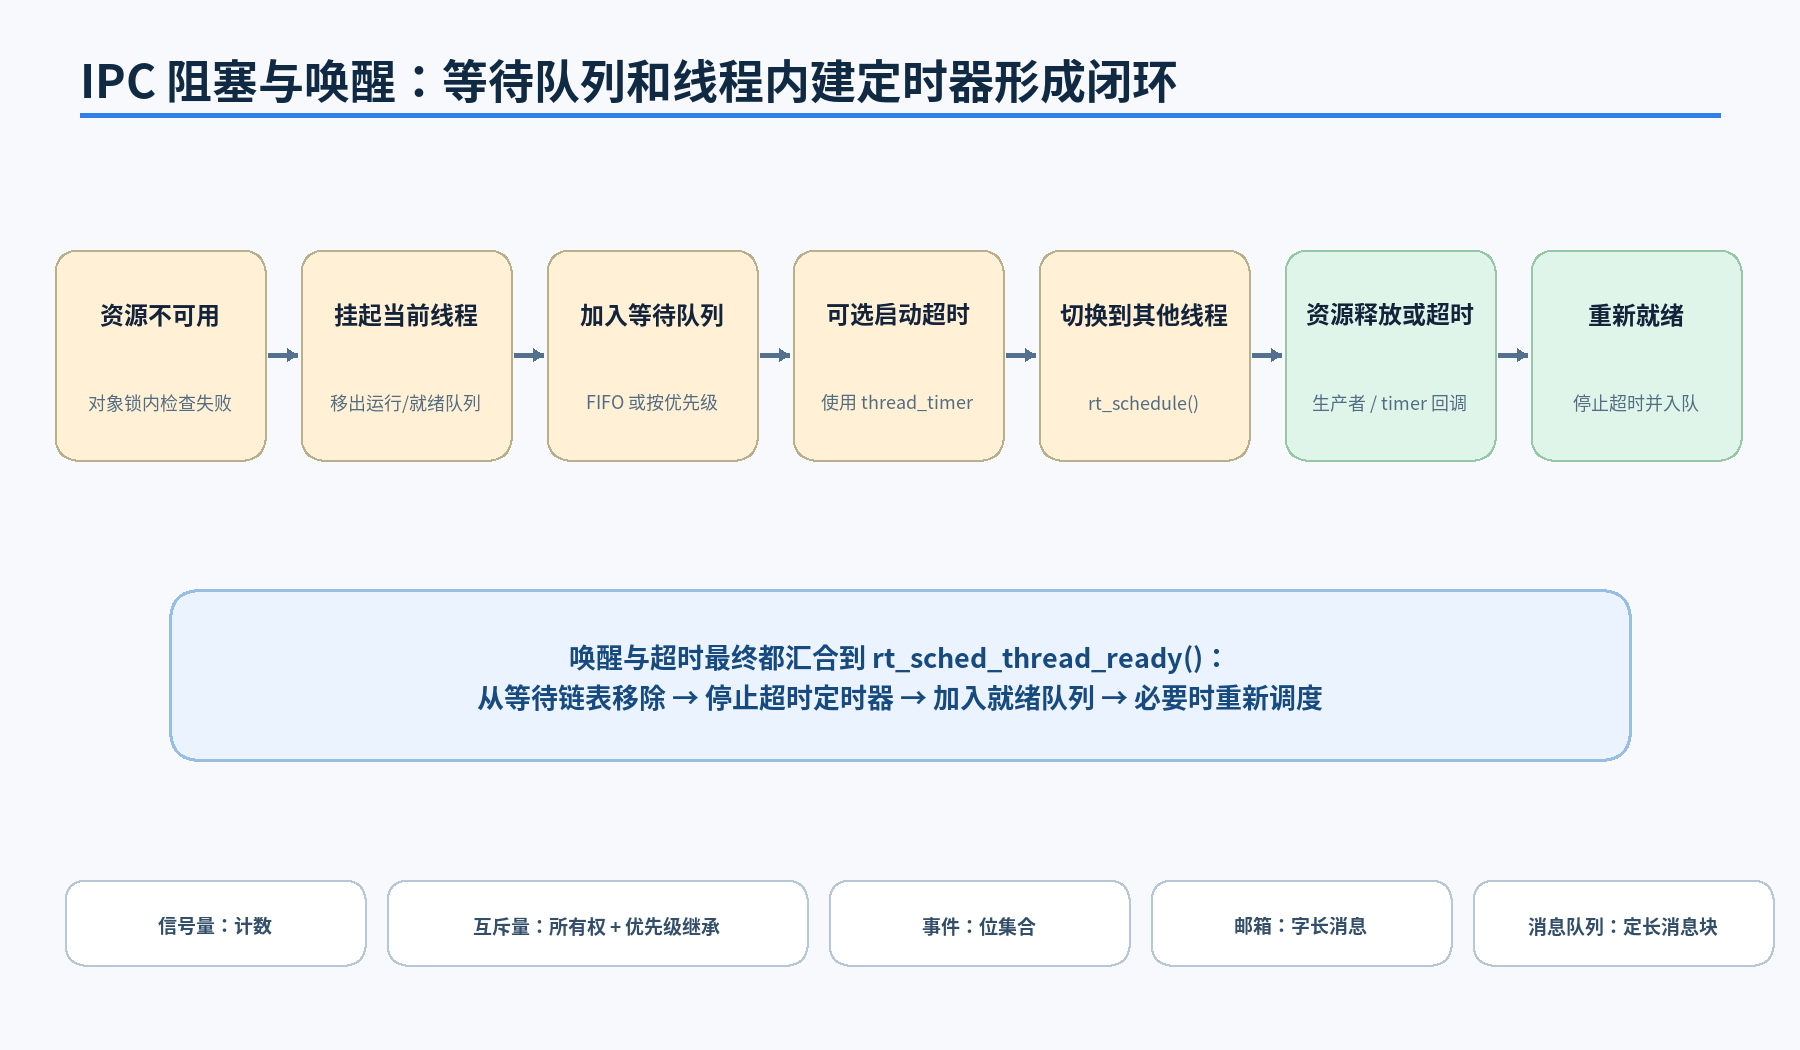 IPC 阻塞与唤醒：等待队列和线程内建定时器形成闭环
资源不可用
对象锁内检查失败
挂起当前线程
移出运行/就绪队列
加入等待队列
FIFO 或按优先级
可选启动超时
使用 thread_timer
切换到其他线程
rt_schedule()
资源释放或超时
生产者 / timer 回调
重新就绪
停止超时并入队
唤醒与超时最终都汇合到 rt_sched_thread_ready()：
从等待链表移除 → 停止超时定时器 → 加入就绪队列 → 必要时重新调度
信号量：计数
互斥量：所有权 + 优先级继承
事件：位集合
邮箱：字长消息
消息队列：定长消息块